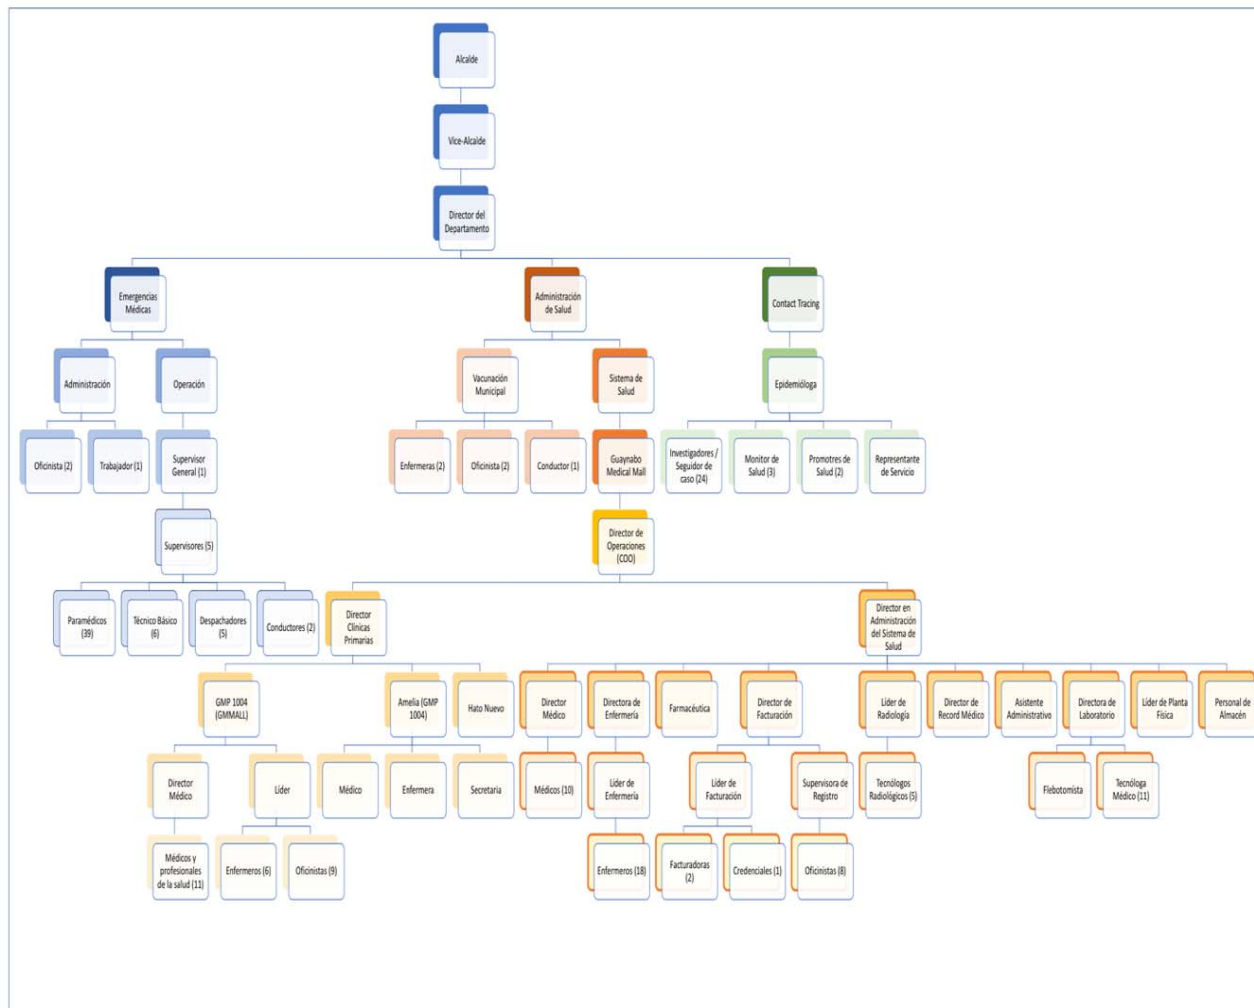 Alcalde
Vice-Alcalde
Director del
Departamento
Emergencias
Médicas
Administración
de Salud
Contact Tracing
Administración
Operación
Vacunación
Municipal
Sistema de
Salud
Epidemióloga
Oficinista (2)
Trabajador (1)
Supervisor
General (1)
Enfermeras (2)
Oficinista (2)
Conductor (1)
Guaynabo
Medical Mall
Investigadores /
Seguidor de
caso (24)
Monitor de
Salud (3)
Promotres de
Salud (2)
Representante
de Servicio
Supervisores (5)
Director de
Operaciones
(COO)
Paramédicos
(39)
Técnico Básico
(6)
Despachadores
(5)
Conductores (2)
Director
Clínicas
Primarias
Director en
Administración
del Sistema de
Salud
GMP 1004
(GMMALL)
Amelia (GMP
1004)
Hato Nuevo
Director
Médico
Directora de
Enfermería
Farmacéutica
Director de
Facturación
Líder de
Radiología
Director de
Record Médico
Asistente
Administrativo
Directora de
Laboratorio
Líder de Planta
Física
Personal de
Almacén
Director
Médico
Líder
Médico
Enfermera
Secretaria
Médicos (10)
Líder de
Enfermería
Líder de
Facturación
Supervisora de
Registro
Tecnólogos
Radiológicos (5)
Flebotomista
Tecnóloga
Médico (11)
Médicos y
profesionales
de la salud (11)
Enfermeros (6)
Oficinistas (9)
Enfermeros (18)
Facturadoras
(2)
Credenciales (1)
Oficinistas (8)